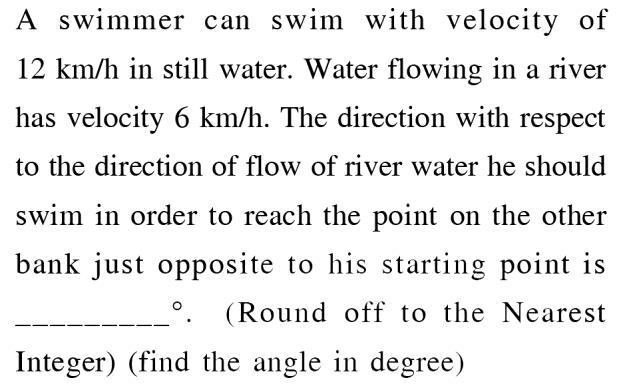 A swimmer can swim with velocity of
12 km/h in still water. Water flowing in a river
has velocity 6 km/h. The direction with respect
to the direction of flow of river water he should
swim in order to reach the point on the other
bank just opposite to his starting point is
_________°. (Round off to the Nearest
Integer) (find the angle in degree)